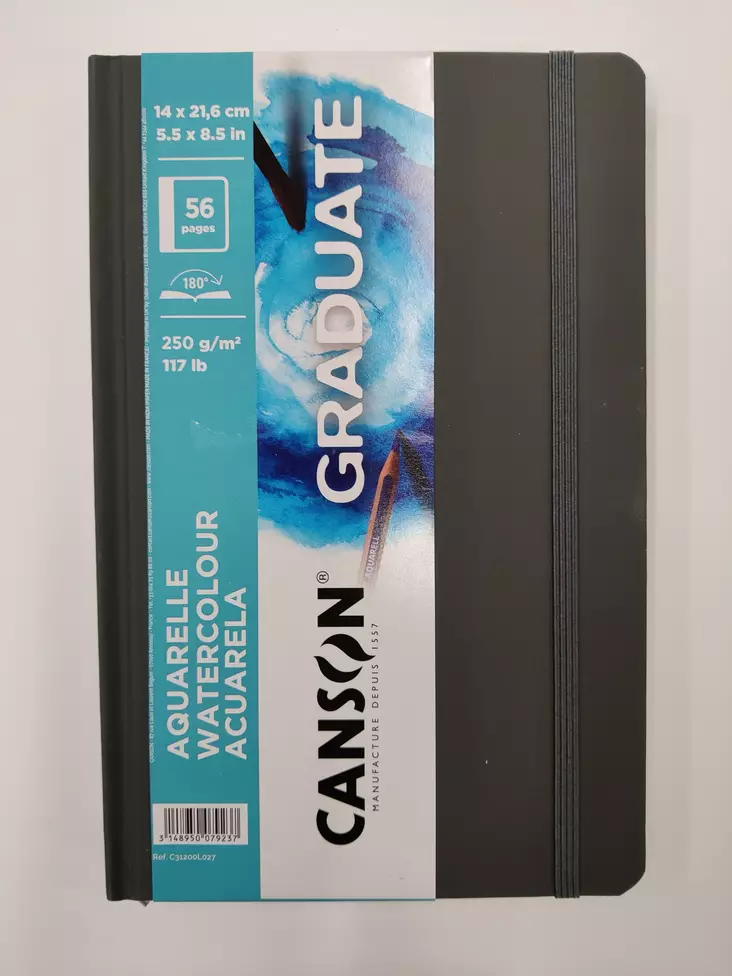 14 x 21,6 cm
5.5 x 8.5 in
56
pages
180°
250 g/m²
117 lb
AQUARELLE
WATERCOLOUR
ACUARELA
3 148950 079237
Ref. C31200L027
GRADUATE
AQUARELL
CANSON®
MANUFACTURE DEPUIS 1557